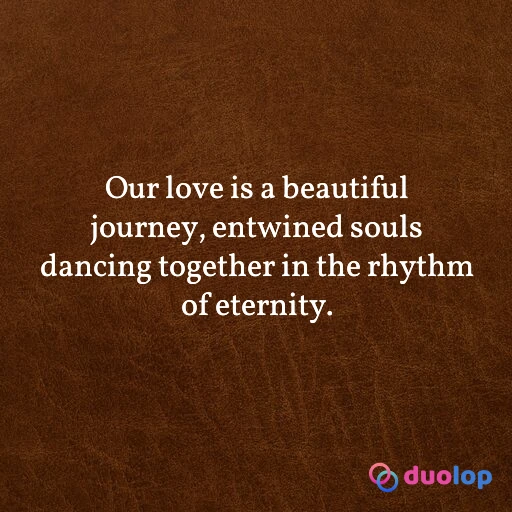 Our love is a beautiful
journey, entwined souls
dancing together in the rhythm
of eternity.
duolop